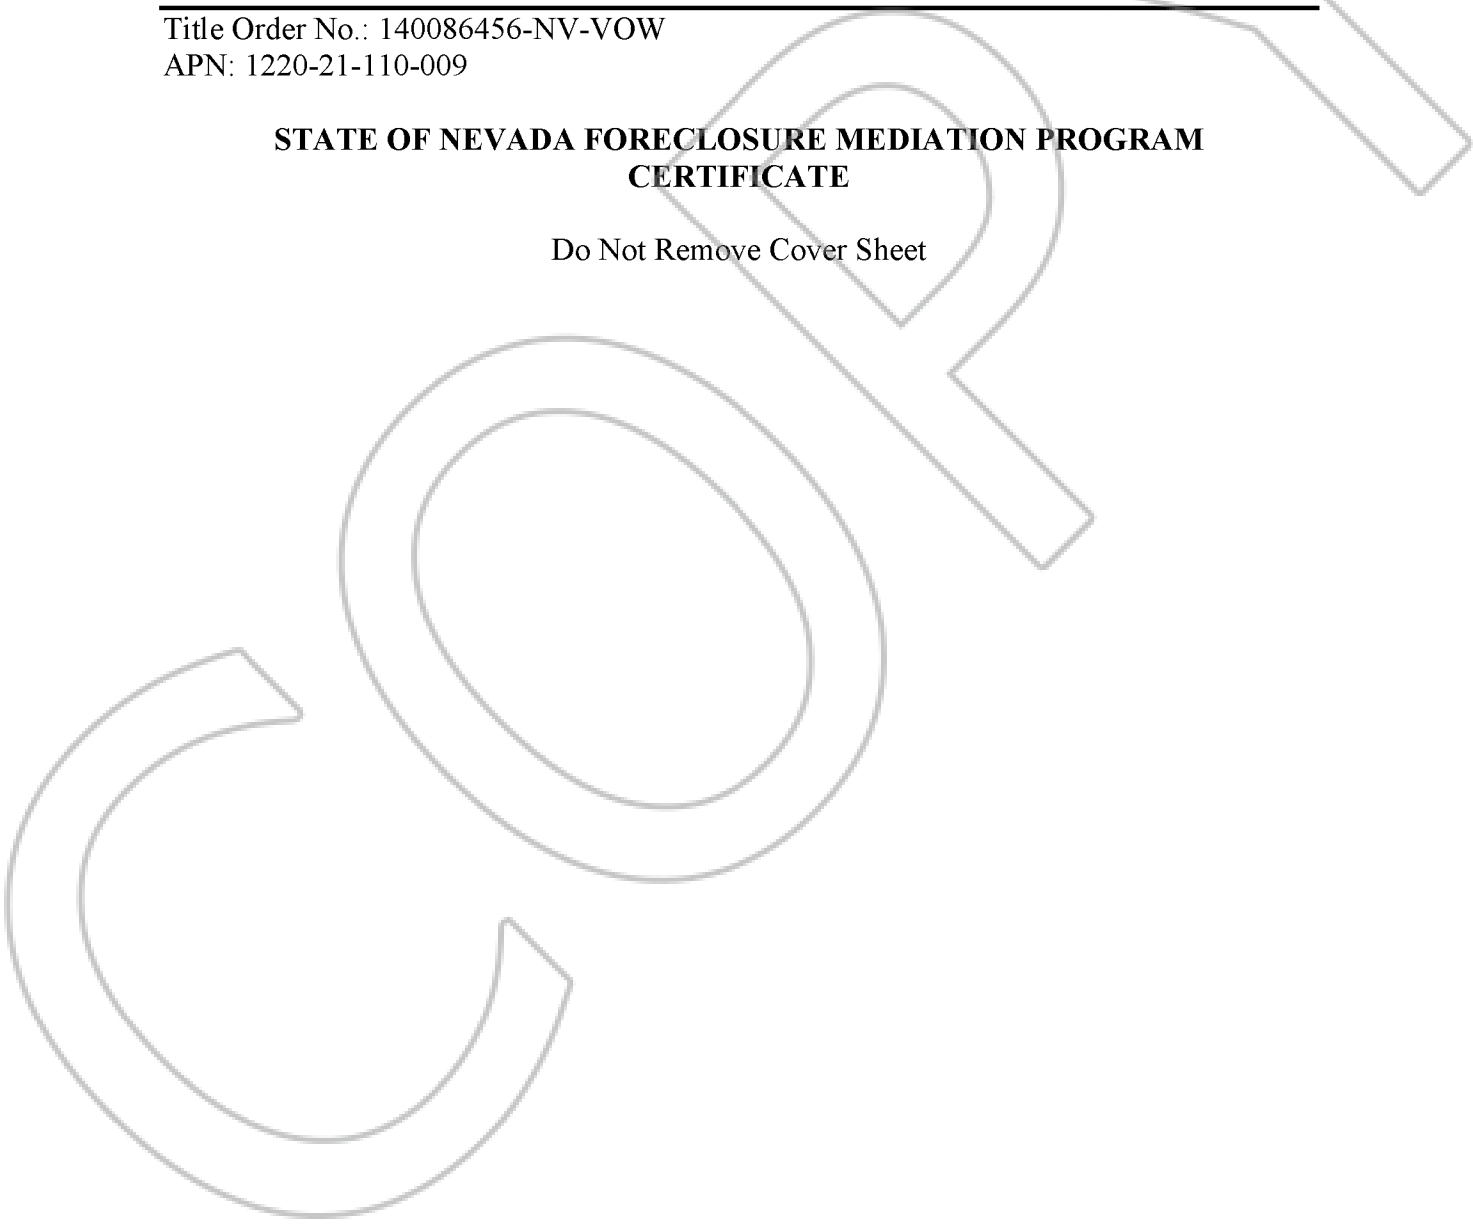 Title Order No.: 140086456-NV-VOW
APN: 1220-21-110-009
STATE OF NEVADA FORECLOSURE MEDIATION PROGRAM
CERTIFICATE
Do Not Remove Cover Sheet
COPY